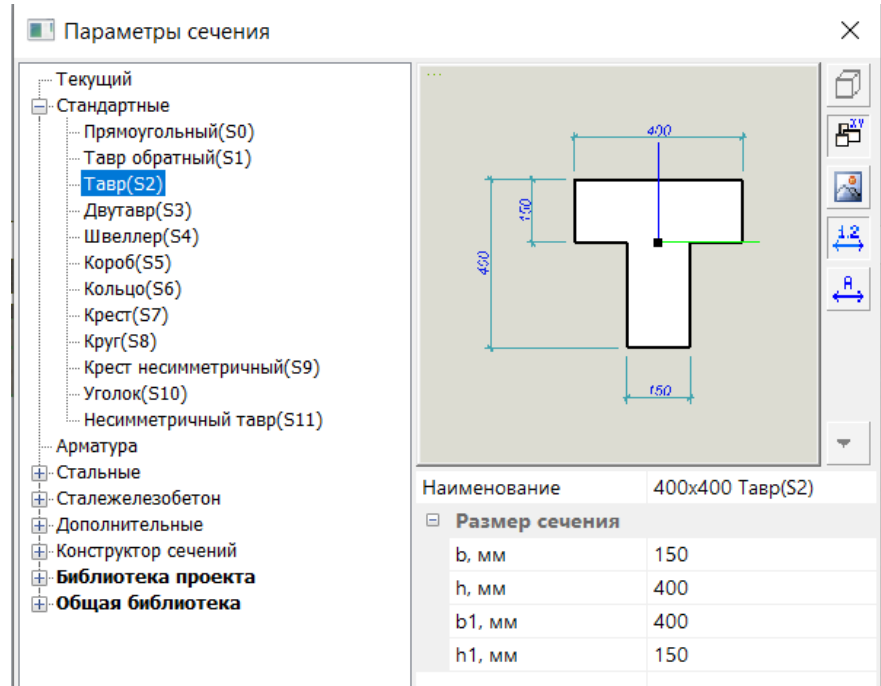 Параметры сечения
Текущий
Стандартные
Прямоугольный(S0)
Тавр обратный(S1)
Тавр(S2)
Двутавр(S3)
Швеллер(S4)
Короб(S5)
Кольцо(S6)
Крест(S7)
Круг(S8)
Крест несимметричный(S9)
Уголок(S10)
Несимметричный тавр(S11)
Арматура
Стальные
Сталежелезобетон
Дополнительные
Конструктор сечений
Библиотека проекта
Общая библиотека
...
400
150
400
150
XY
1.2
A
Наименование 400x400 Тавр(S2)
Размер сечения
b, мм 150
h, мм 400
b1, мм 400
h1, мм 150